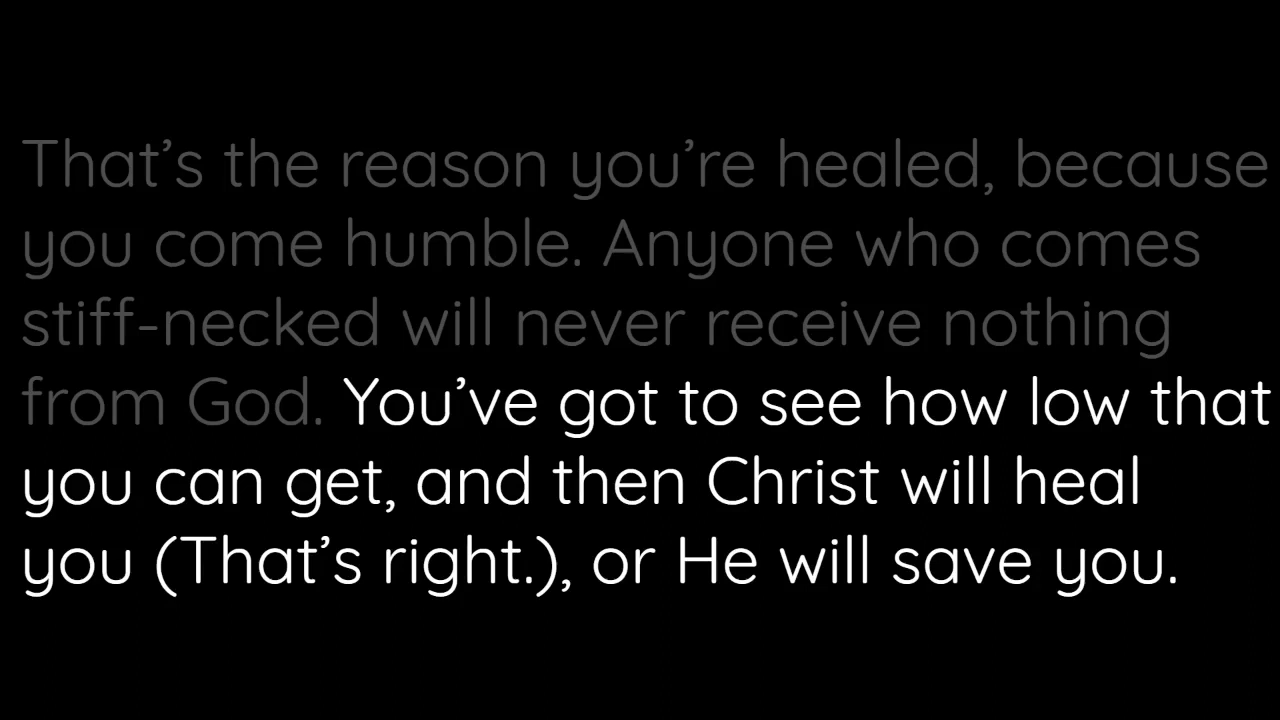 That’s the reason you’re healed, because
you come humble. Anyone who comes
stiff-necked will never receive nothing
from God. You’ve got to see how low that
you can get, and then Christ will heal
you (That’s right.), or He will save you.